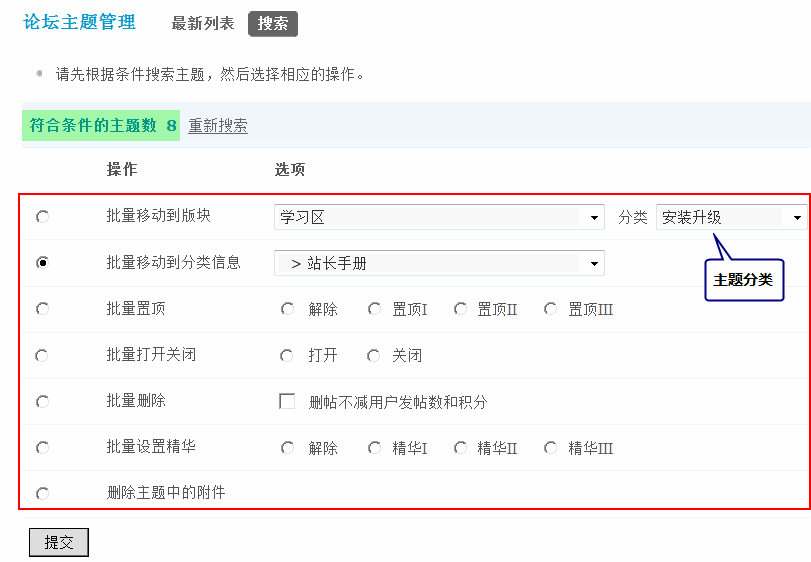 论坛主题管理 最新列表 搜索
请先根据条件搜索主题，然后选择相应的操作。
符合条件的主题数 8 重新搜索
操作 选项
批量移动到版块 学习区 分类 安装升级
主题分类
批量移动到分类信息 > 站长手册
批量置顶 解除 置顶I 置顶II 置顶III
批量打开关闭 打开 关闭
批量删除 删帖不减用户发帖数和积分
批量设置精华 解除 精华I 精华II 精华III
删除主题中的附件
提交